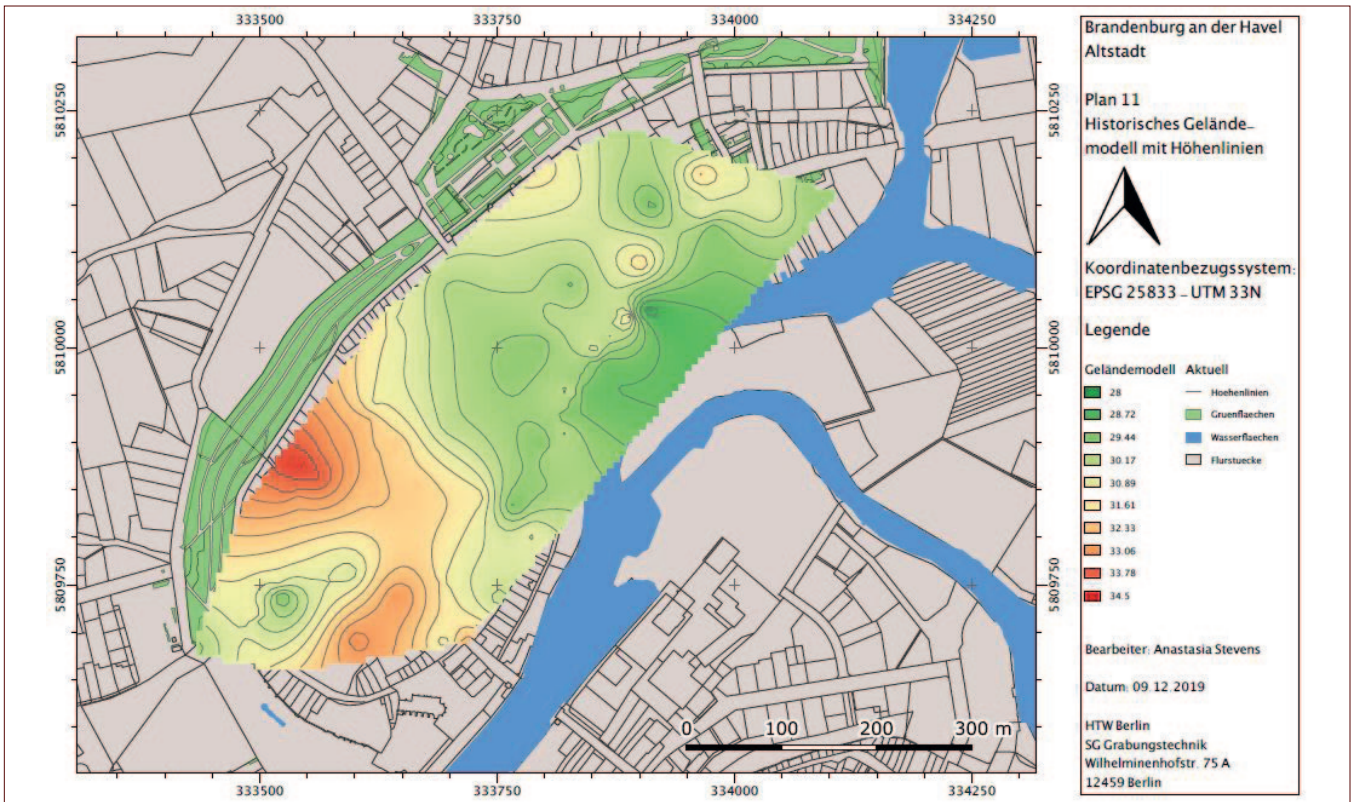 333500 333750 334000 334250
5810250 5810250
5810000 5810000
5809750 5809750
0 100 200 300 m
333500 333750 334000 334250
Brandenburg an der Havel
Altstadt
Plan 11
Historisches Gelände-
modell mit Höhenlinien
Koordinatenbezugssystem:
EPSG 25833 - UTM 33N
Legende
Geländemodell Aktuell
28 Hoehenlinien
28.72 Gruenflaechen
29.44 Wasserflaechen
30.17 Flurstuecke
30.89
31.61
32.33
33.06
33.78
34.5
Bearbeiter: Anastasia Stevens
Datum: 09.12.2019
HTW Berlin
SG Grabungstechnik
Wilhelminenhofstr. 75 A
12459 Berlin